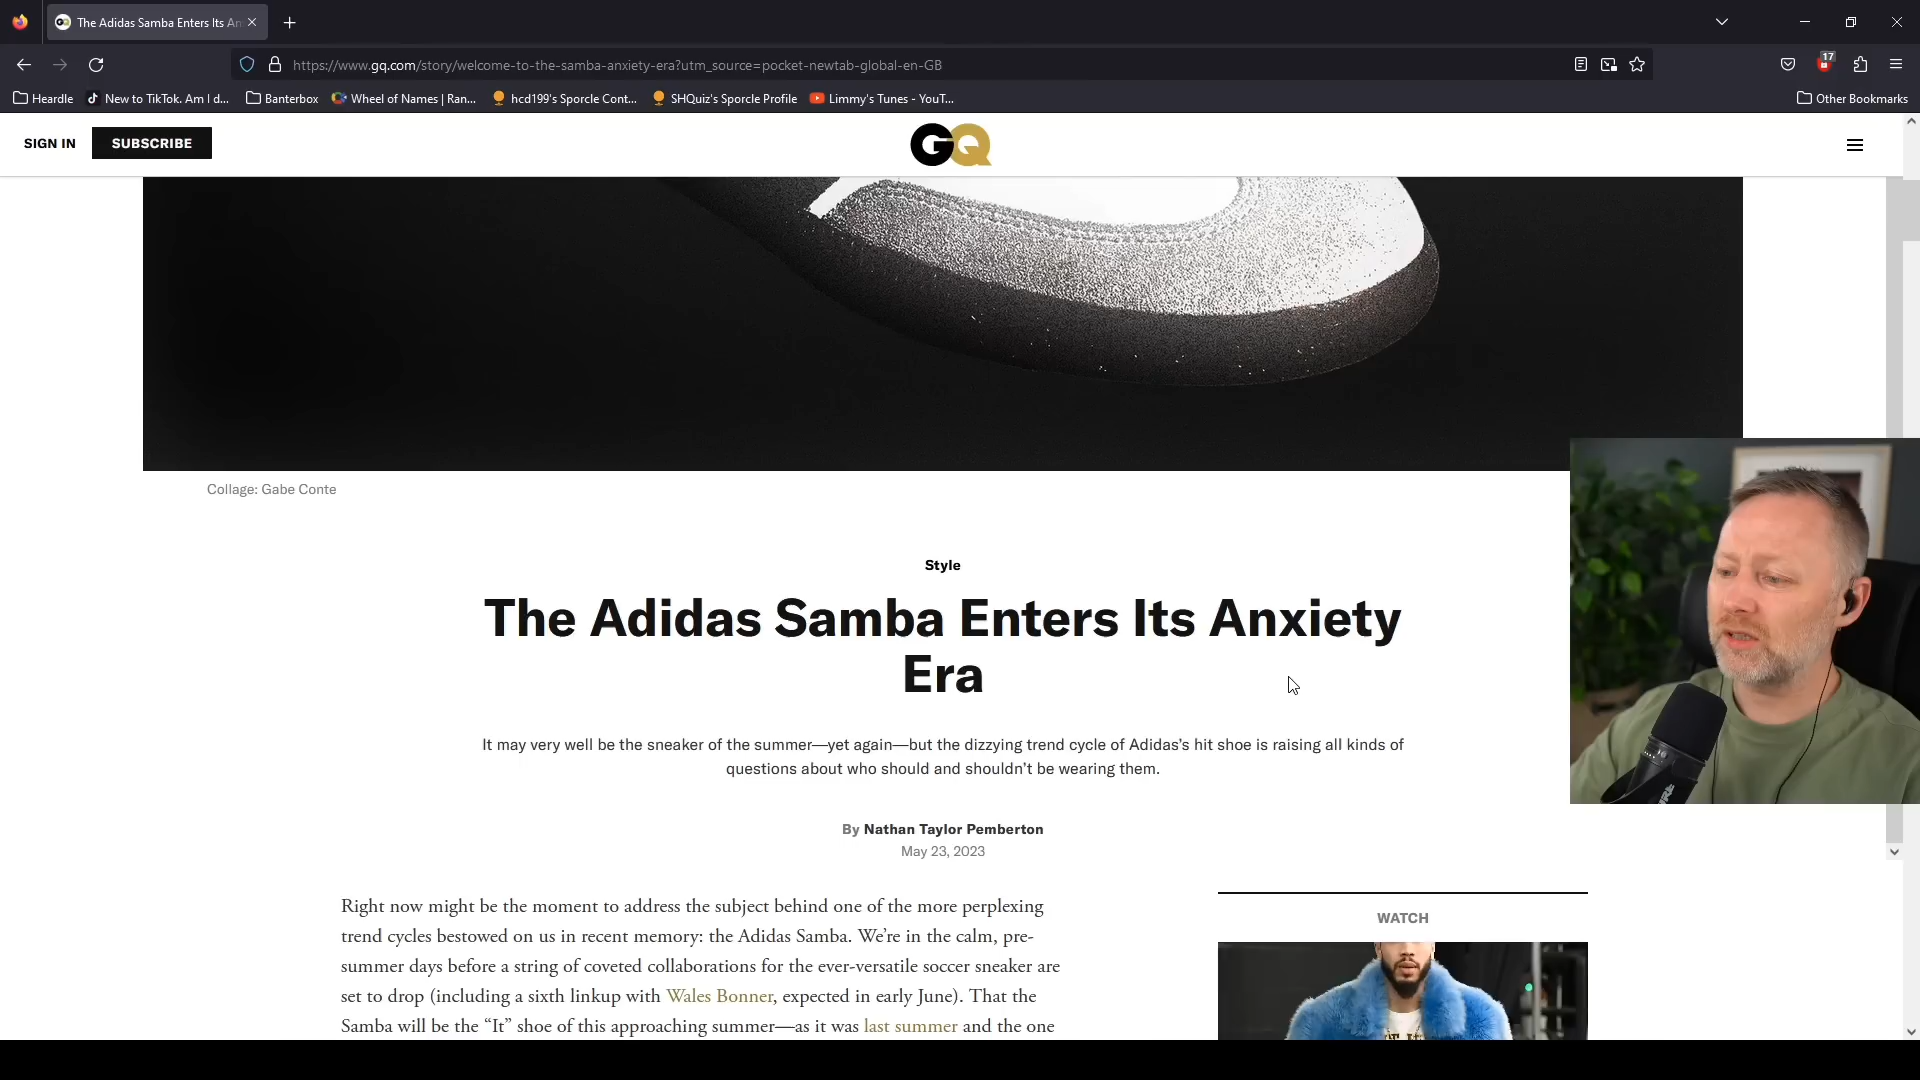 The Adidas Samba Enters Its An
https://www.gq.com/story/welcome-to-the-samba-anxiety-era?utm_source=pocket-newtab-global-en-GB
17
Heardle
New to TikTok. Am I d...
Banterbox
Wheel of Names | Ran...
hcd199's Sporcle Cont...
SHQuiz's Sporcle Profile
Limmy's Tunes - YouT...
Other Bookmarks
SIGN IN
SUBSCRIBE
GQ
Collage: Gabe Conte
Style
The Adidas Samba Enters Its Anxiety
Era
It may very well be the sneaker of the summer—yet again—but the dizzying trend cycle of Adidas’s hit shoe is raising all kinds of
questions about who should and shouldn’t be wearing them.
By Nathan Taylor Pemberton
May 23, 2023
Right now might be the moment to address the subject behind one of the more perplexing
trend cycles bestowed on us in recent memory: the Adidas Samba. We’re in the calm, pre-
summer days before a string of coveted collaborations for the ever-versatile soccer sneaker are
set to drop (including a sixth linkup with Wales Bonner, expected in early June). That the
Samba will be the “It” shoe of this approaching summer—as it was last summer and the one
WATCH